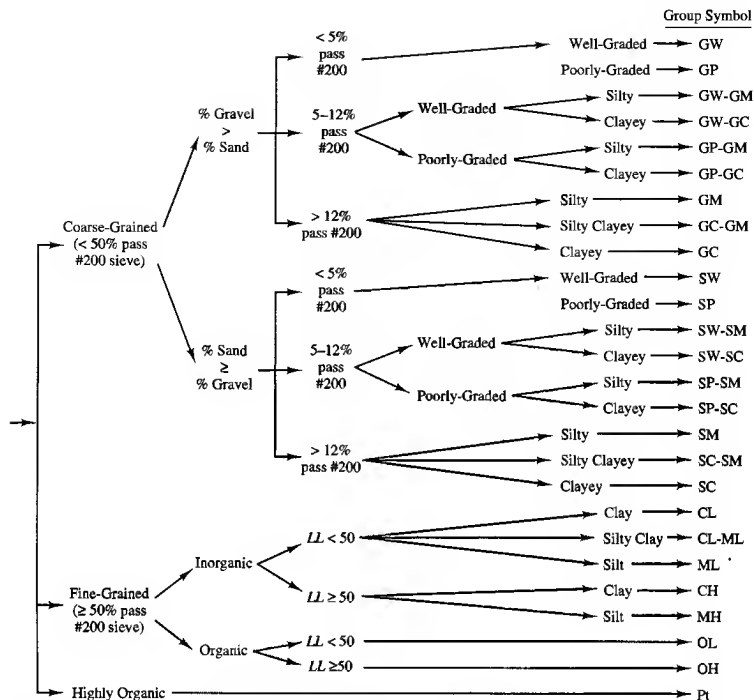 Group Symbol
< 5%
pass
#200
Well-Graded
GW
Poorly-Graded
GP
% Gravel
>
% Sand
5–12%
pass
#200
Well-Graded
Silty
GW-GM
Clayey
GW-GC
Poorly-Graded
Silty
GP-GM
Clayey
GP-GC
> 12%
pass #200
Silty
GM
Silty Clayey
GC-GM
Clayey
GC
Coarse-Grained
(< 50% pass
#200 sieve)
< 5%
pass
#200
Well-Graded
SW
Poorly-Graded
SP
% Sand
≥
% Gravel
5–12%
pass
#200
Well-Graded
Silty
SW-SM
Clayey
SW-SC
Poorly-Graded
Silty
SP-SM
Clayey
SP-SC
> 12%
pass #200
Silty
SM
Silty Clayey
SC-SM
Clayey
SC
Fine-Grained
(≥ 50% pass
#200 sieve)
Inorganic
LL < 50
Clay
CL
Silty Clay
CL-ML
Silt
ML
LL ≥ 50
Clay
CH
Silt
MH
Organic
LL < 50
OL
LL ≥50
OH
Highly Organic
Pt